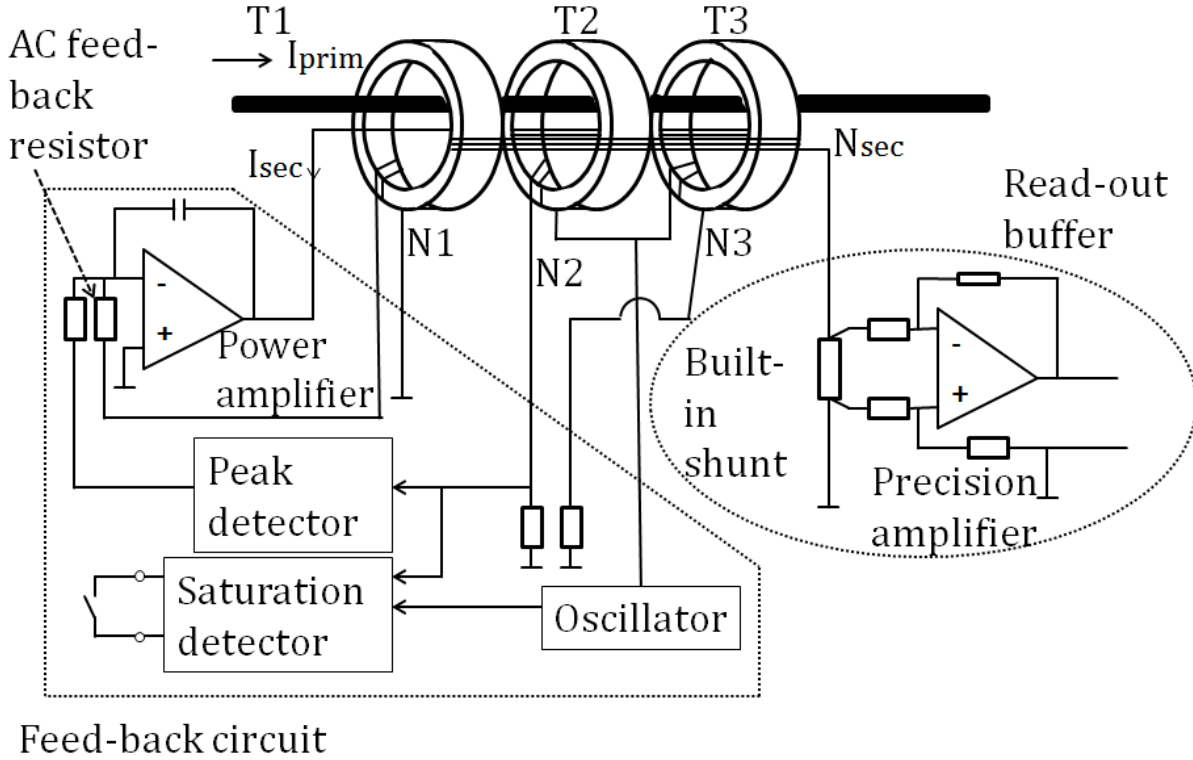 T1
T2
T3
AC feed-
back
resistor
Iprim
Isec
Nsec
N1
N2
N3
Read-out
buffer
-
+
Power
amplifier
Built-
in
shunt
-
+
Precision
amplifier
Peak
detector
Saturation
detector
Oscillator
Feed-back circuit